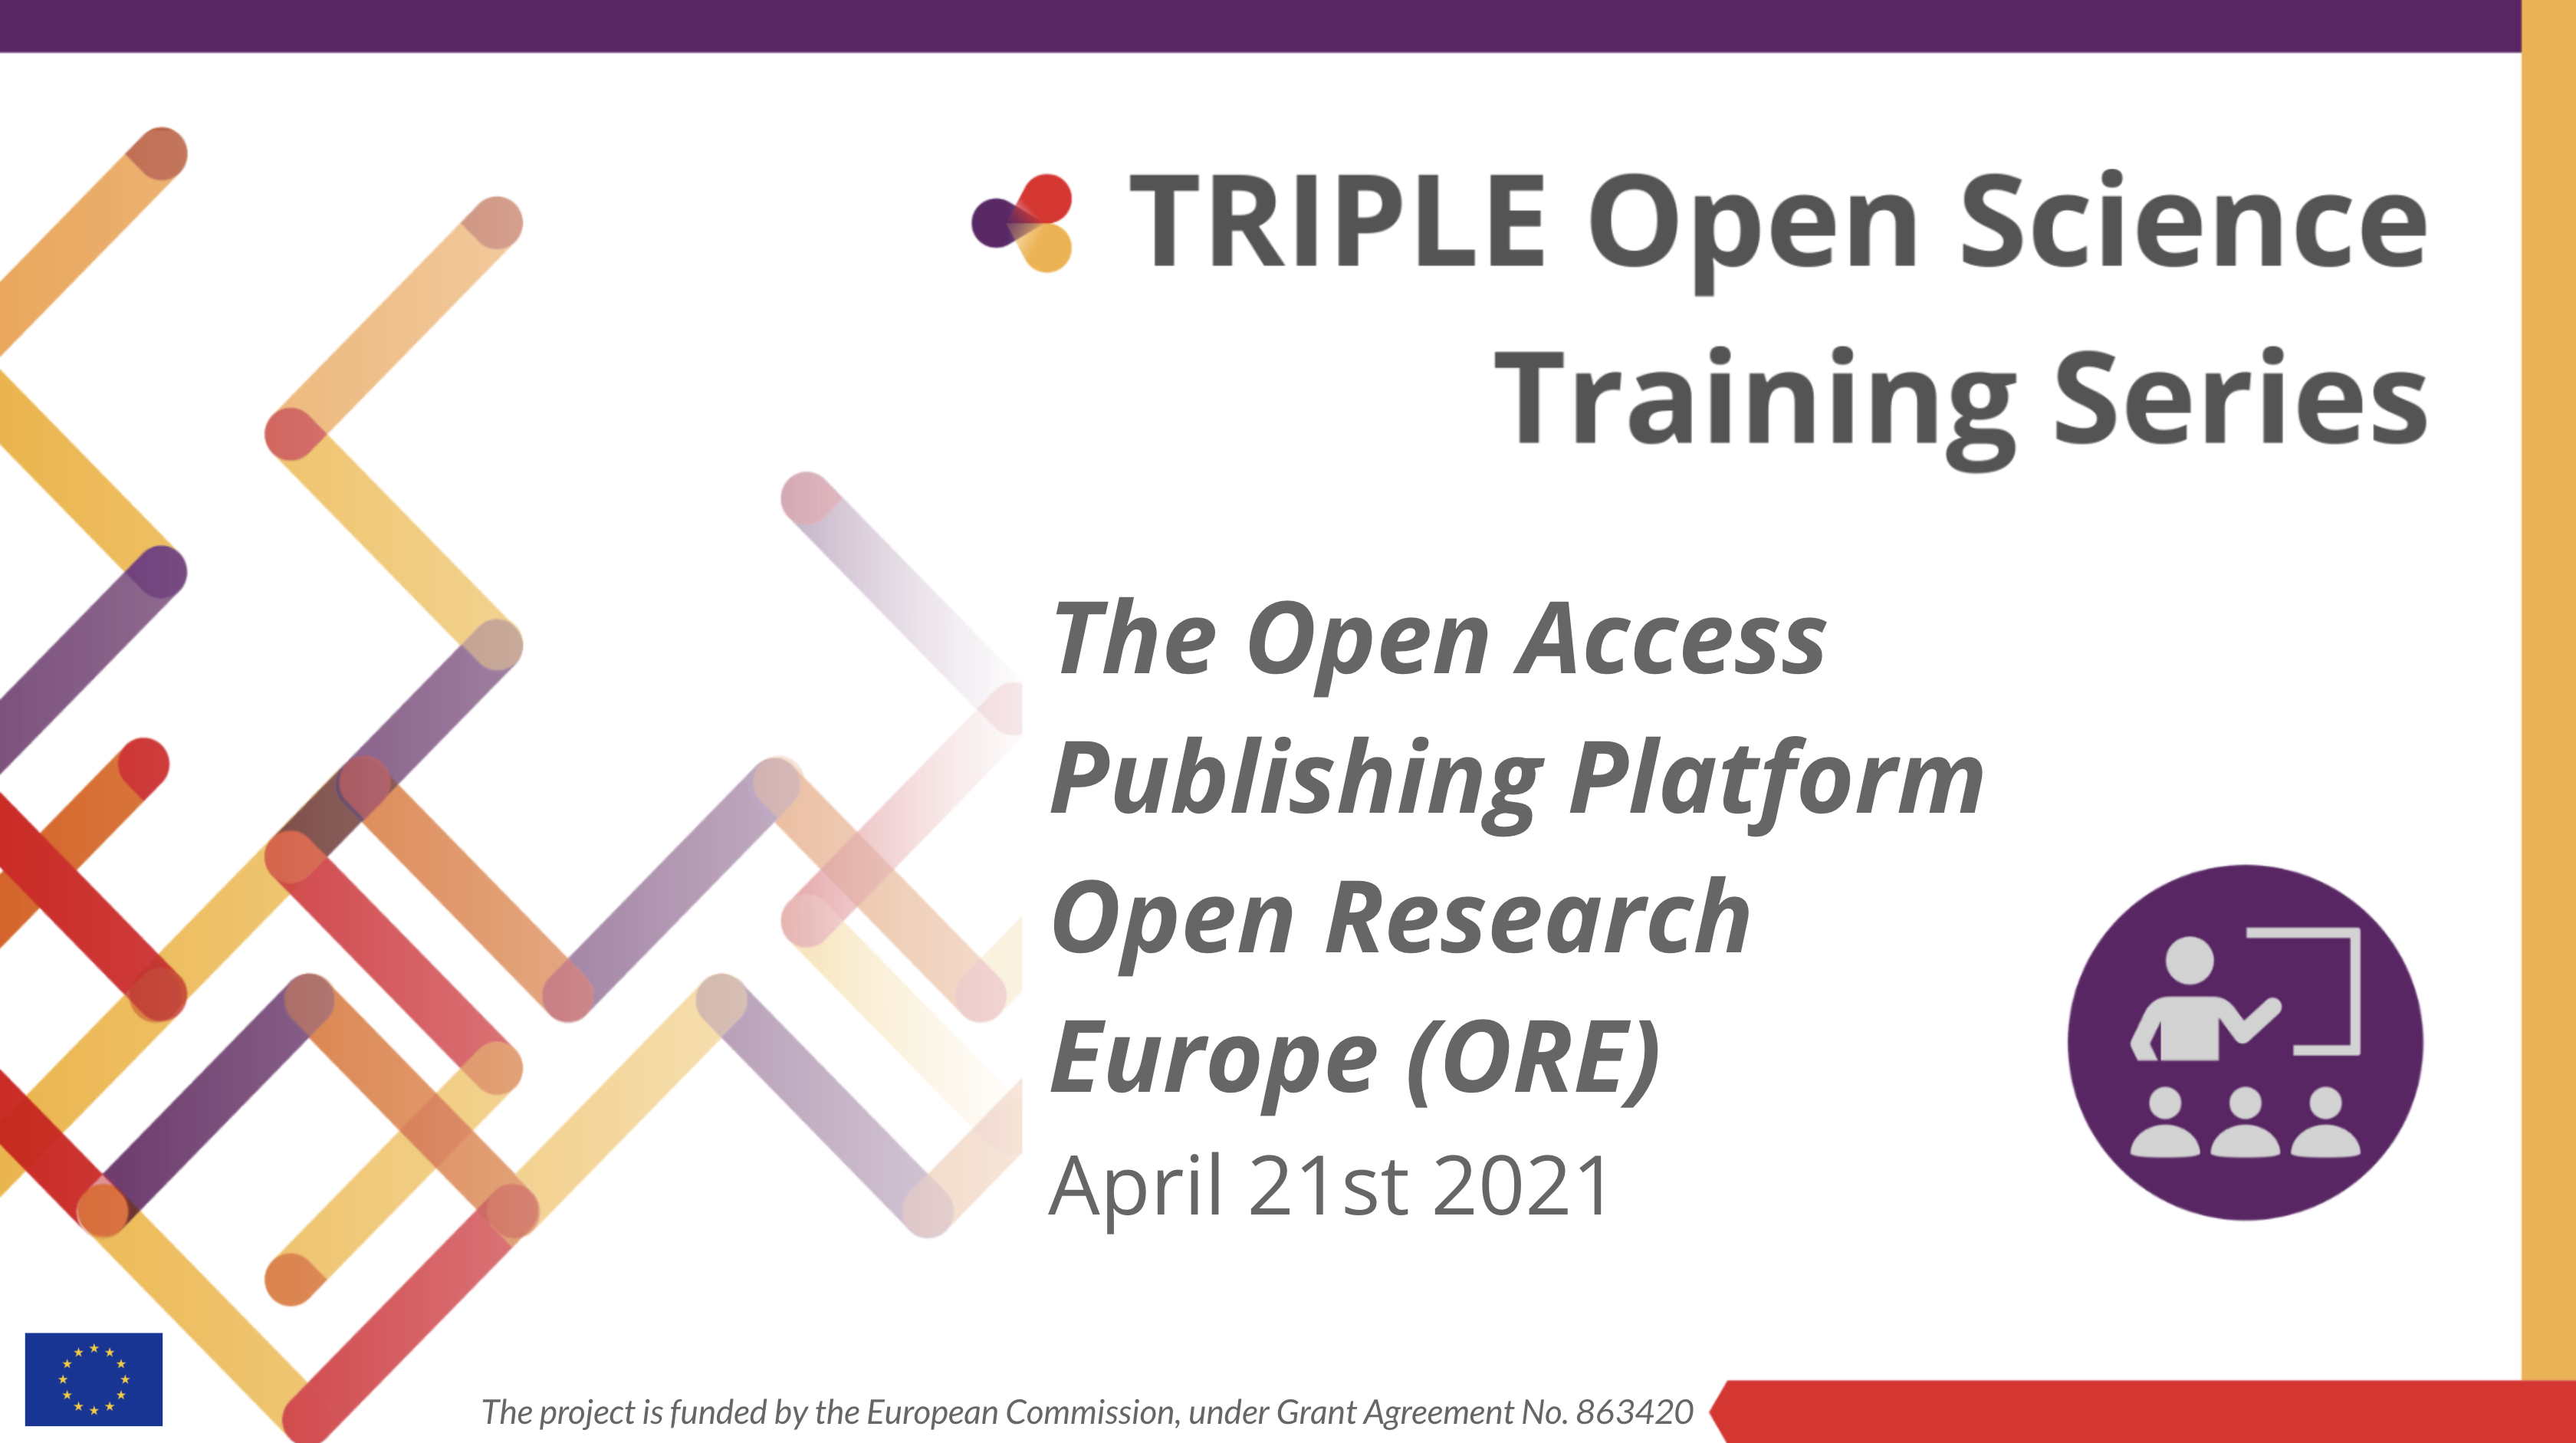 TRIPLE Open Science
Training Series
The Open Access
Publishing Platform
Open Research
Europe (ORE)
April 21st 2021
The project is funded by the European Commission, under Grant Agreement No. 863420